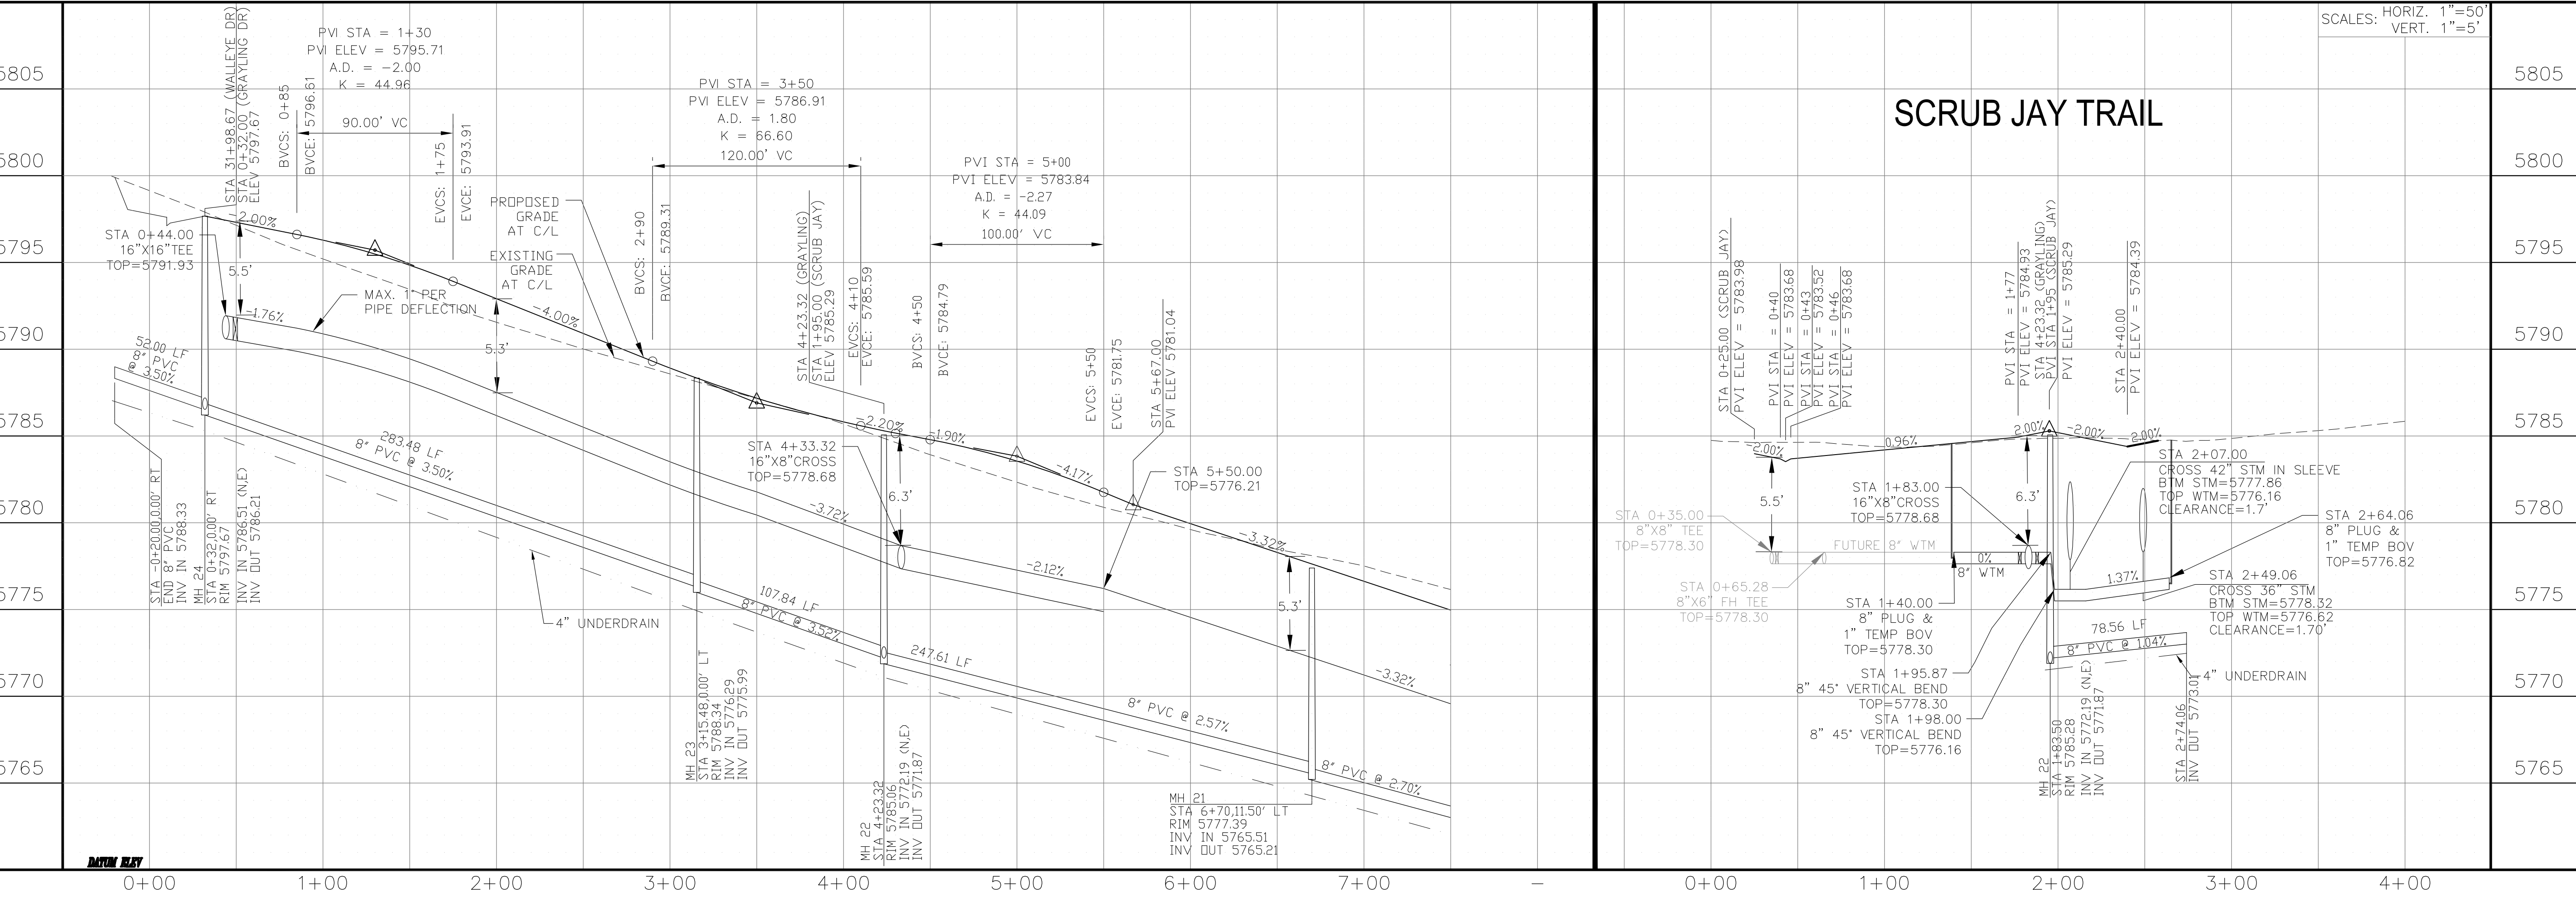 SCALES: HORIZ. 1"=50'
VERT. 1"=5'
SCRUB JAY TRAIL
5805
5800
5795
5790
5785
5780
5775
5770
5765
STA 31+98.67 (WALLEYE DR)
STA 0+32.00 (GRAYLING DR)
ELEV 5797.67
BVCS: 0+85
BVCE: 5796.61
PVI STA = 1+30
PVI ELEV = 5795.71
A.D. = -2.00
K = 44.96
90.00' VC
EVCS: 1+75
EVCE: 5793.91
PVI STA = 3+50
PVI ELEV = 5786.91
A.D. = 1.80
K = 66.60
120.00' VC
BVCS: 2+90
BVCE: 5789.31
PVI STA = 5+00
PVI ELEV = 5783.84
A.D. = -2.27
K = 44.09
100.00' VC
STA 4+23.32 (GRAYLING)
STA 1+95.00 (SCRUB JAY)
ELEV 5785.29
EVCS: 4+10
EVCE: 5785.59
BVCS: 4+50
BVCE: 5784.79
EVCS: 5+50
EVCE: 5781.75
STA 5+67.00
PVI ELEV 5781.04
PROPOSED
GRADE
AT C/L
EXISTING
GRADE
AT C/L
STA 0+44.00
16"X16"TEE
TOP=5791.93
-2.00%
5.5'
-1.76%
MAX. 1° PER
PIPE DEFLECTION
5.3'
-4.00%
52.00 LF
8" PVC
@ 3.50%
283.48 LF
8" PVC @ 3.50%
STA -0+20.00,0.00' RT
END 8" PVC
INV IN 5788.33
MH 24
STA 0+32,00' RT
RIM 5797.67
INV IN 5786.51 (N,E)
INV OUT 5786.21
4" UNDERDRAIN
107.84 LF
8" PVC @ 3.52%
MH 23
STA 3+15.48,0.00' LT
RIM 5788.34
INV IN 5776.29
INV OUT 5775.99
STA 4+33.32
16"X8"CROSS
TOP=5778.68
-2.20%
-1.90%
6.3'
-4.17%
-3.72%
-2.12%
STA 5+50.00
TOP=5776.21
-3.32%
5.3'
-3.32%
247.61 LF
8" PVC @ 2.57%
8" PVC @ 2.70%
MH 22
STA 4+23.32
RIM 5785.06
INV IN 5772.19 (N,E)
INV OUT 5771.87
MH 21
STA 6+70,11.50' LT
RIM 5777.39
INV IN 5765.51
INV OUT 5765.21
DATUM ELEV
0+00 1+00 2+00 3+00 4+00 5+00 6+00 7+00 -
STA 0+25.00 (SCRUB JAY)
PVI ELEV = 5783.98
PVI STA = 0+40
PVI ELEV = 5783.68
PVI STA = 0+43
PVI ELEV = 5783.52
PVI STA = 0+46
PVI ELEV = 5783.68
PVI STA = 1+77
PVI ELEV = 5784.93
STA 4+23.32 (GRAYLING)
PVI STA 1+95 (SCRUB JAY)
PVI ELEV = 5785.29
STA 2+40.00
PVI ELEV = 5784.39
-2.00%
0.96%
2.00%
-2.00%
2.00%
5.5'
6.3'
STA 0+35.00
8"X8" TEE
TOP=5778.30
FUTURE 8" WTM
STA 0+65.28
8"X6" FH TEE
TOP=5778.30
STA 1+83.00
16"X8"CROSS
TOP=5778.68
0%
8" WTM
STA 1+40.00
8" PLUG &
1" TEMP BOV
TOP=5778.30
STA 1+95.87
8" 45° VERTICAL BEND
TOP=5778.30
STA 1+98.00
8" 45° VERTICAL BEND
TOP=5776.16
STA 2+07.00
CROSS 42" STM IN SLEEVE
BTM STM=5777.86
TOP WTM=5776.16
CLEARANCE=1.7'
STA 2+64.06
8" PLUG &
1" TEMP BOV
TOP=5776.82
1.37%
STA 2+49.06
CROSS 36" STM
BTM STM=5778.32
TOP WTM=5776.62
CLEARANCE=1.70'
78.56 LF
8" PVC @ 1.04%
4" UNDERDRAIN
MH 22
STA 1+83.50
RIM 5785.28
INV IN 5772.19 (N,E)
INV OUT 5771.87
STA 2+74.06
INV OUT 5773.01
0+00 1+00 2+00 3+00 4+00
5805
5800
5795
5790
5785
5780
5775
5770
5765